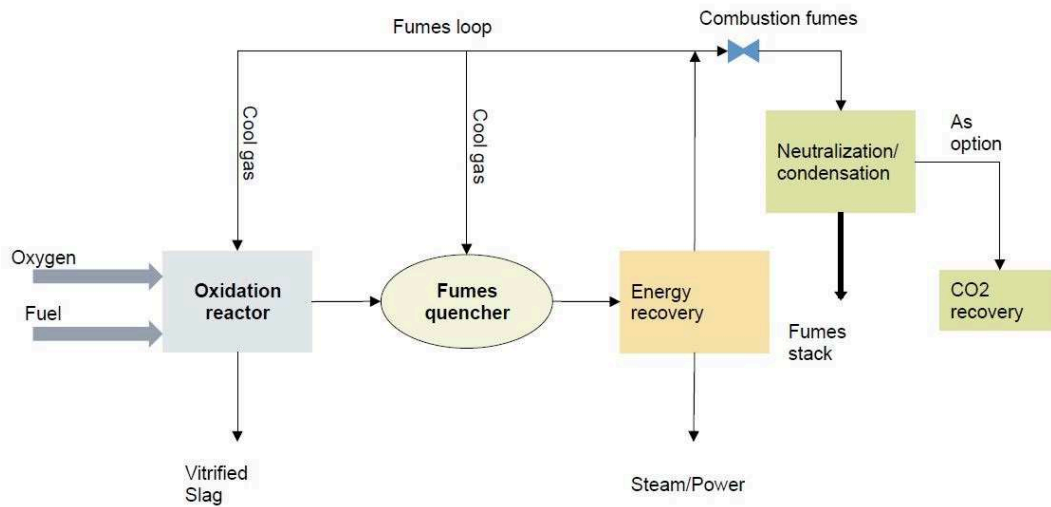 Combustion fumes
Fumes loop
Cool gas
Cool gas
Neutralization/
condensation
As
option
Oxygen
Fuel
Oxidation
reactor
Fumes
quencher
Energy
recovery
CO2
recovery
Fumes
stack
Vitrified
Slag
Steam/Power